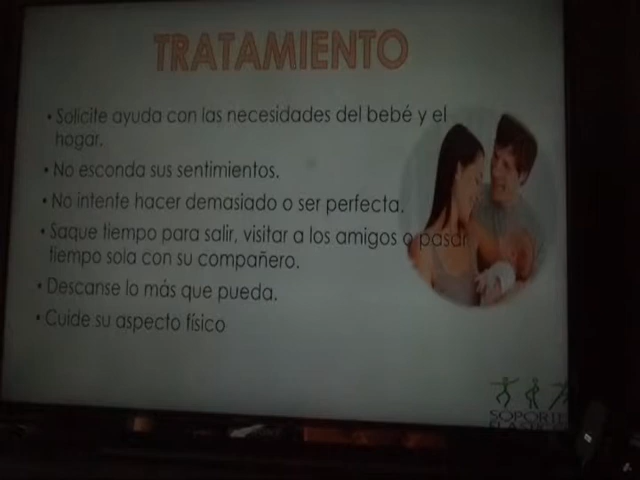 TRATAMIENTO
• Solicite ayuda con las necesidades del bebé y el
hogar.
• No esconda sus sentimientos.
• No intente hacer demasiado o ser perfecta.
• Saque tiempo para salir, visitar a los amigos o pasar
tiempo sola con su compañero.
• Descanse lo más que pueda.
• Cuide su aspecto físico
SOPORTE